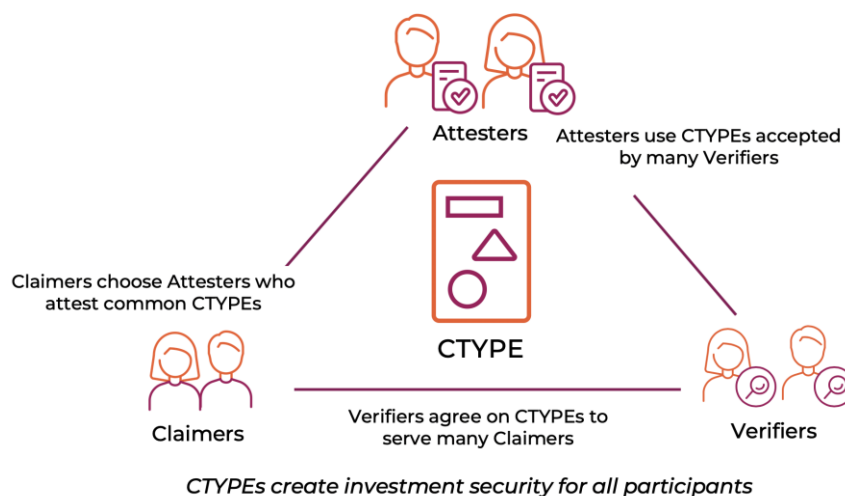 Attesters
Attesters use CTYPEs accepted
by many Verifiers
Claimers choose Attesters who
attest common CTYPEs
CTYPE
Claimers
Verifiers agree on CTYPEs to
serve many Claimers
Verifiers
CTYPEs create investment security for all participants